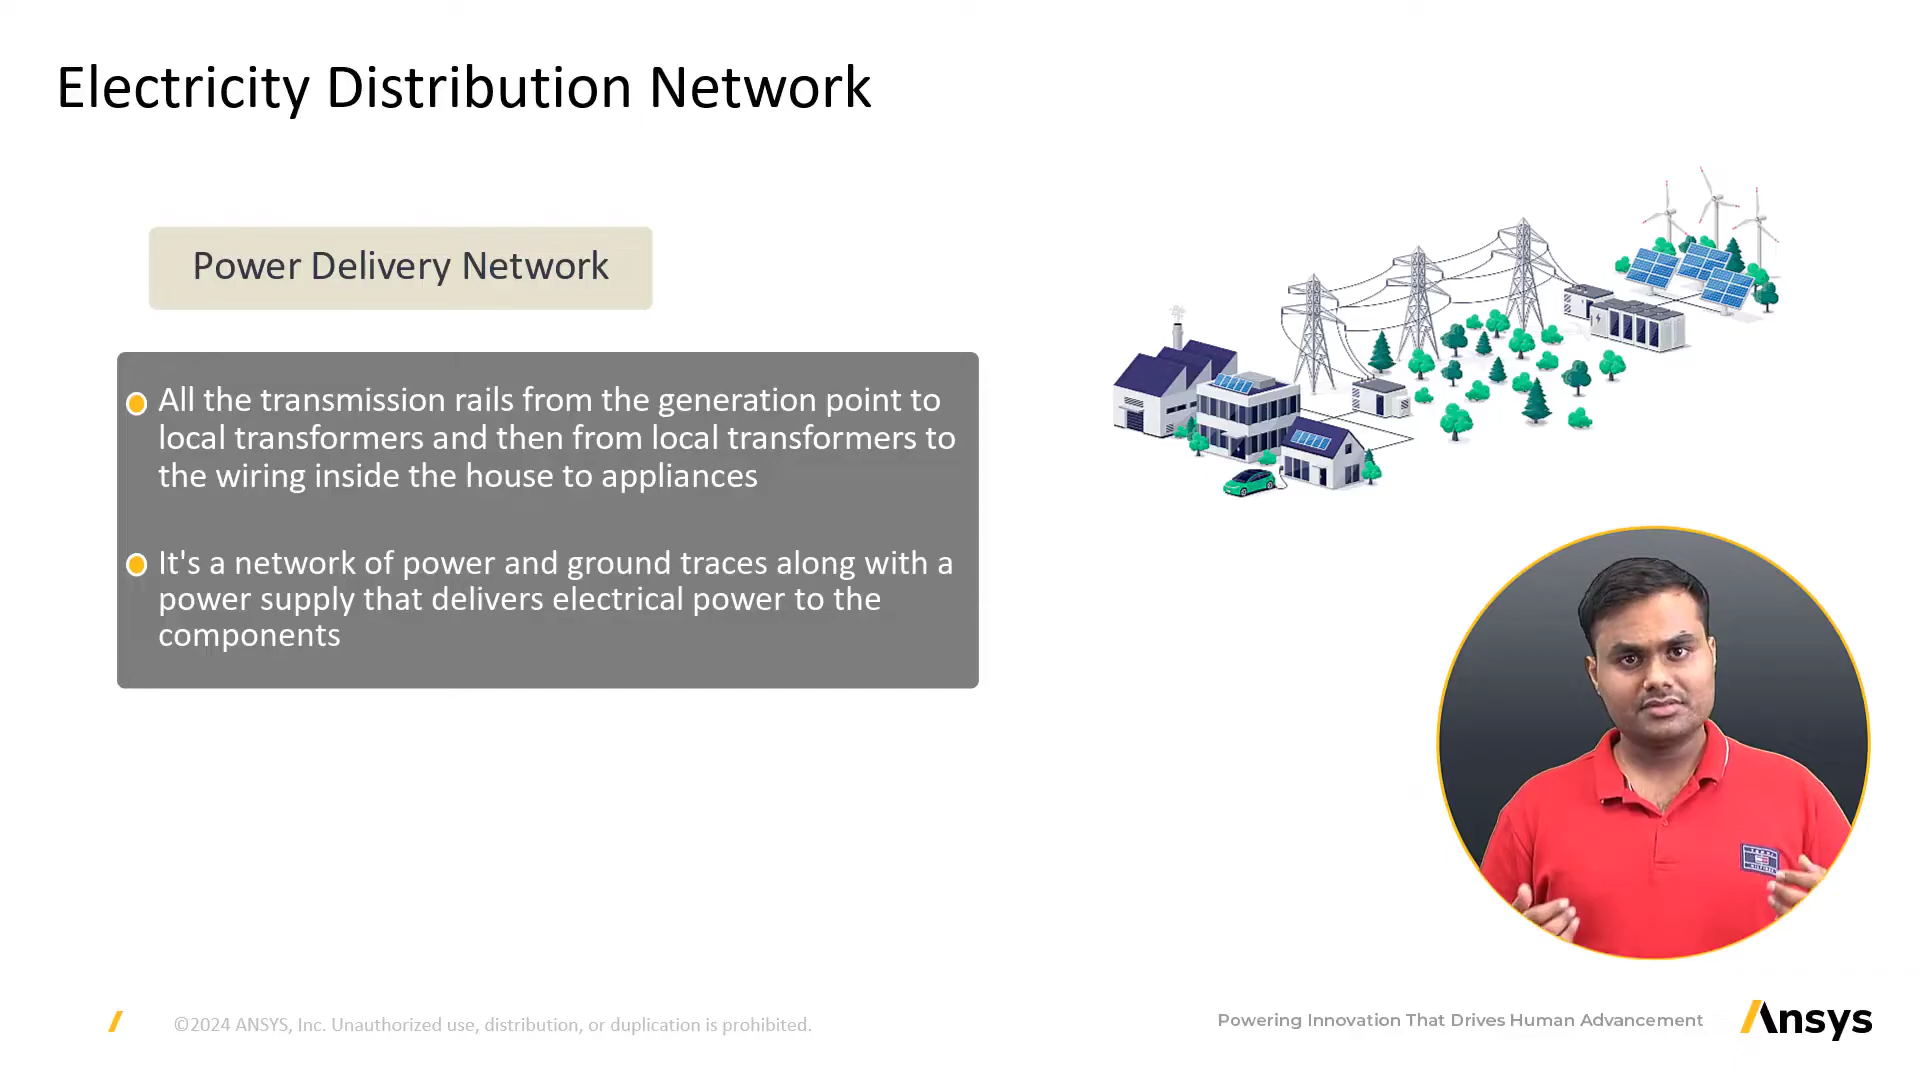 Electricity Distribution Network
Power Delivery Network
All the transmission rails from the generation point to
local transformers and then from local transformers to
the wiring inside the house to appliances
It's a network of power and ground traces along with a
power supply that delivers electrical power to the
components
©2024 ANSYS, Inc. Unauthorized use, distribution, or duplication is prohibited.
Powering Innovation That Drives Human Advancement
Ansys